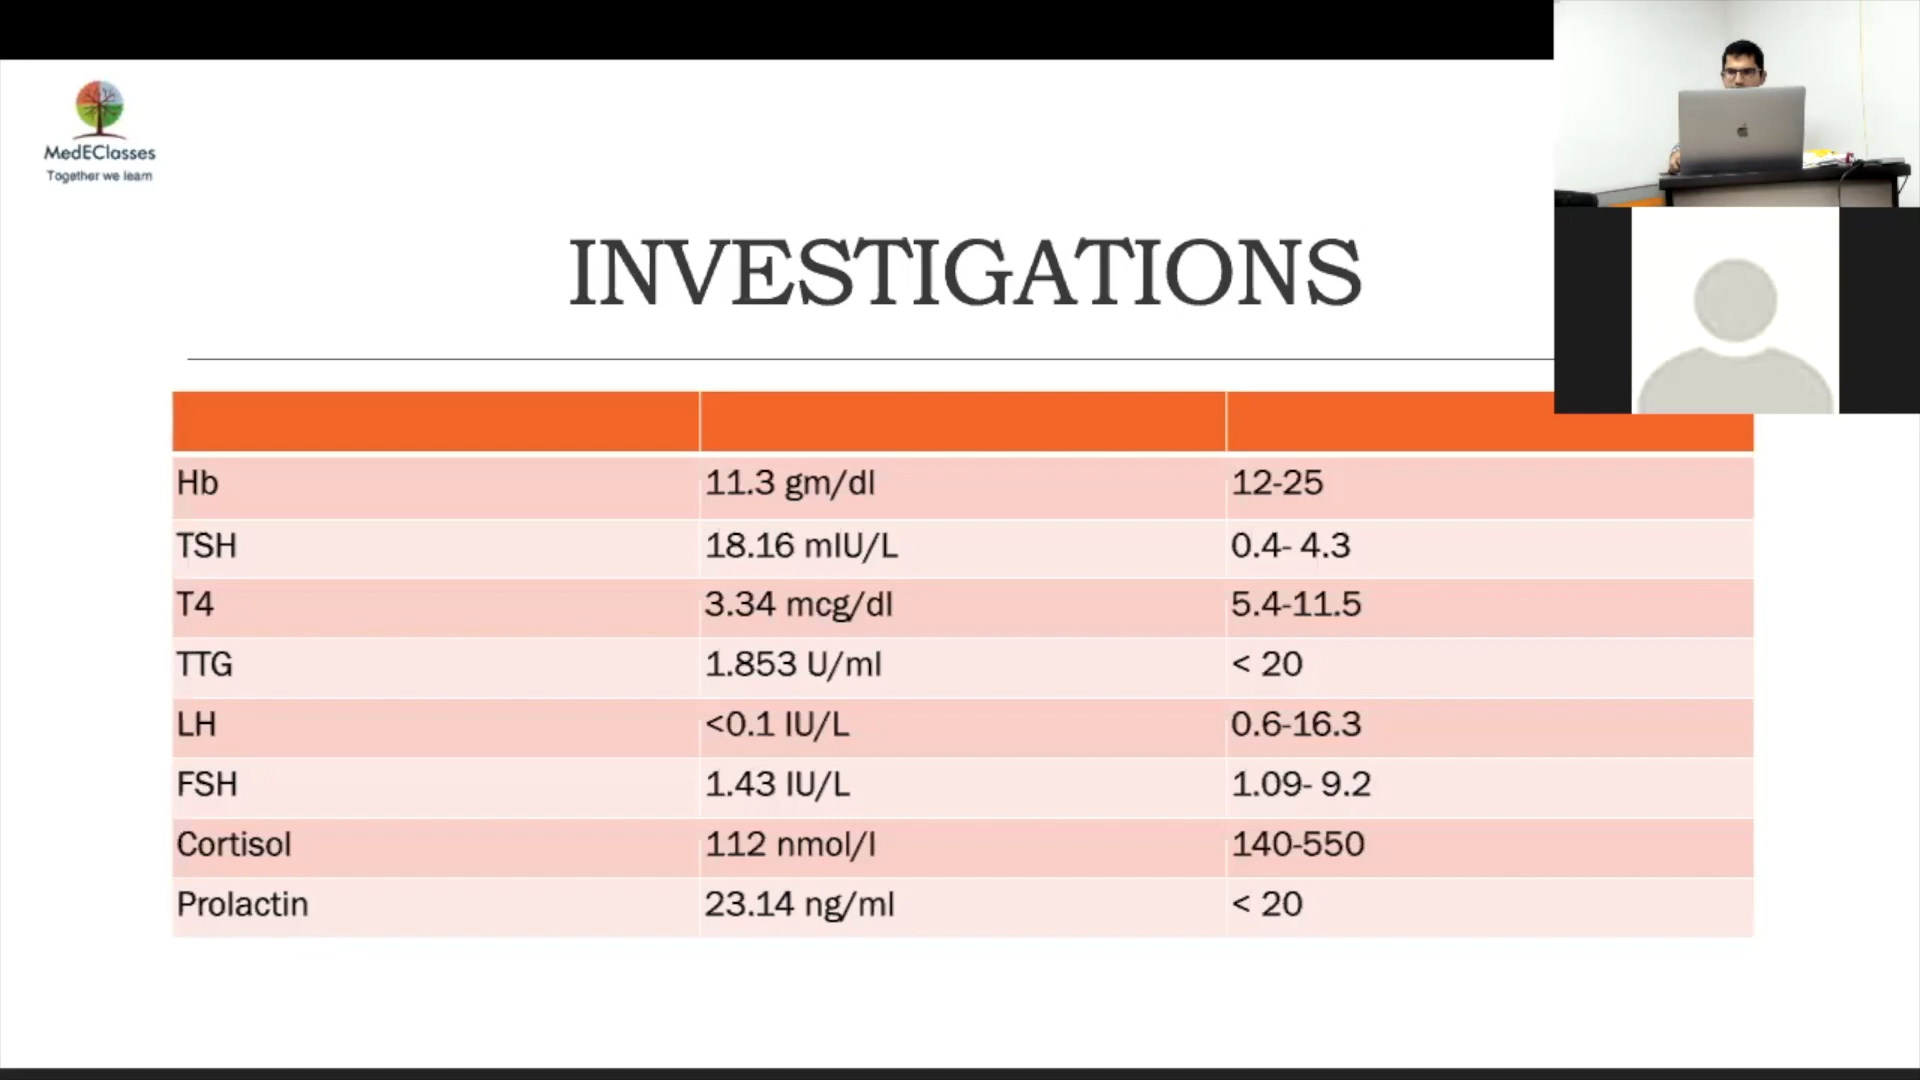 MedEClasses
Together we learn
INVESTIGATIONS
Hb 11.3 gm/dl 12-25
TSH 18.16 mIU/L 0.4- 4.3
T4 3.34 mcg/dl 5.4-11.5
TTG 1.853 U/ml < 20
LH <0.1 IU/L 0.6-16.3
FSH 1.43 IU/L 1.09- 9.2
Cortisol 112 nmol/l 140-550
Prolactin 23.14 ng/ml < 20